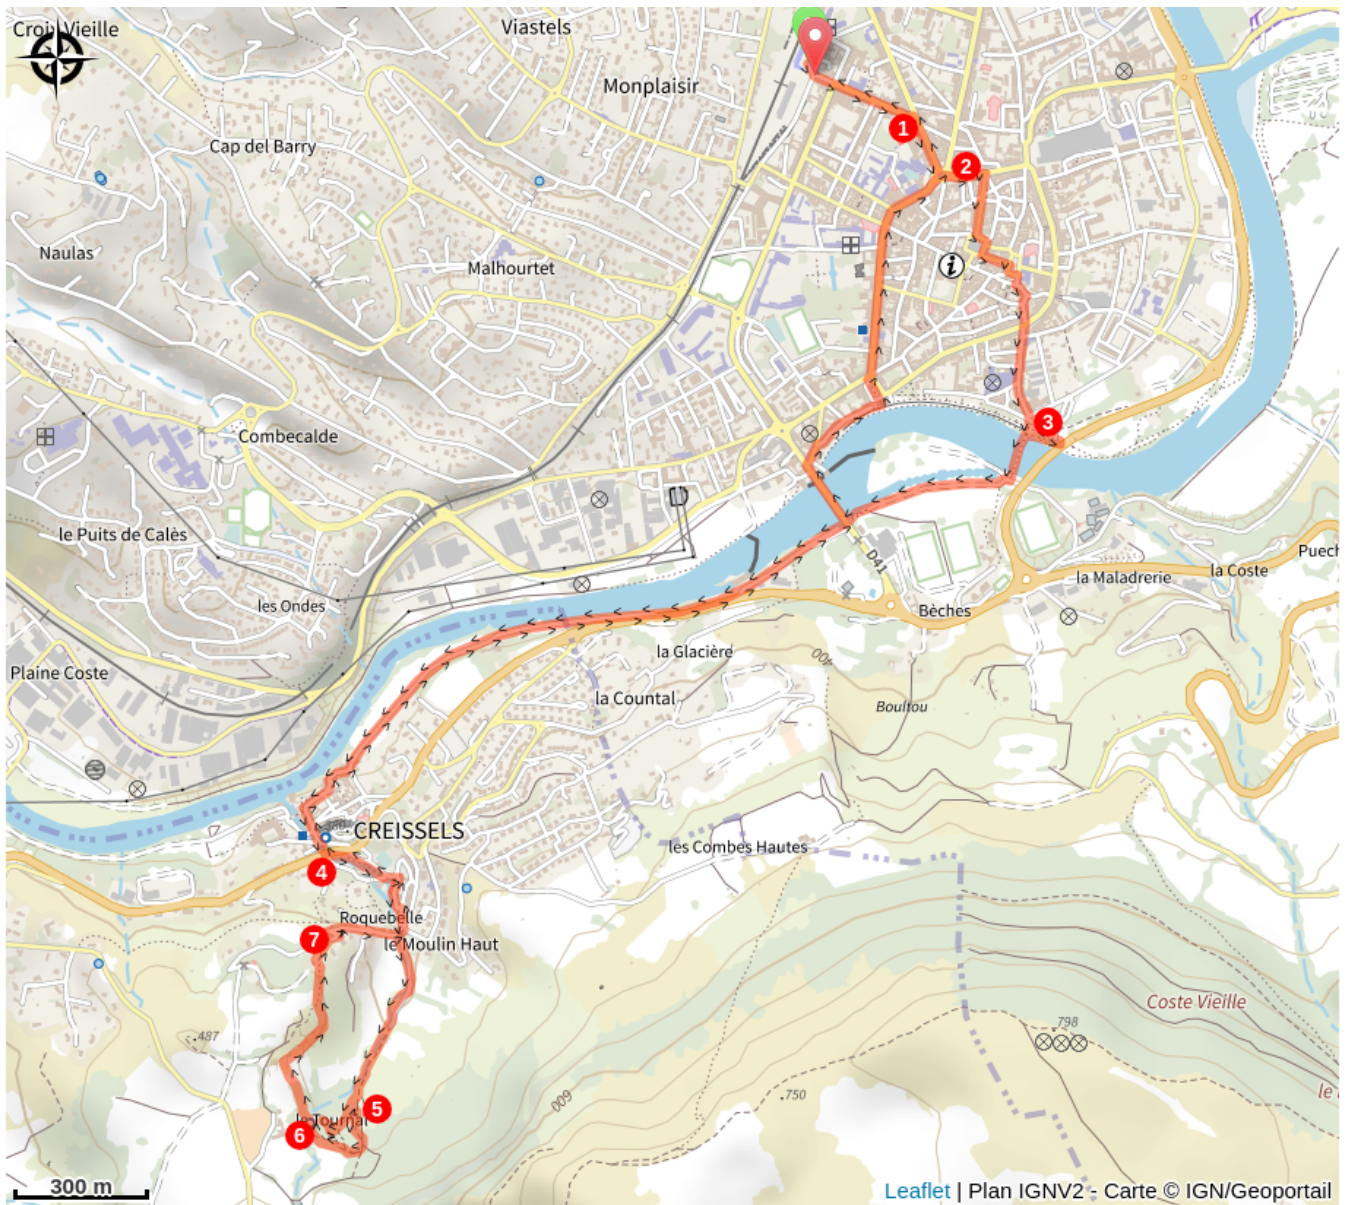 Croix Vieille
Viastels
Monplaisir
1
Cap del Barry
2
Naulas
Malhourtet
i
3
Combecalde
le Puits de Calès
D41
Puech
la Maladrerie
la Coste
les Ondes
Bèches
la Glacière
400
Plaine Coste
la Countal
Boultou
CREISSELS
les Combes Hautes
4
Roquebelle
7
le Moulin Haut
Coste Vieille
487
798
600
750
le
5
le Tournal
6
300 m
Leaflet | Plan IGNV2 - Carte © IGN/Geoportail